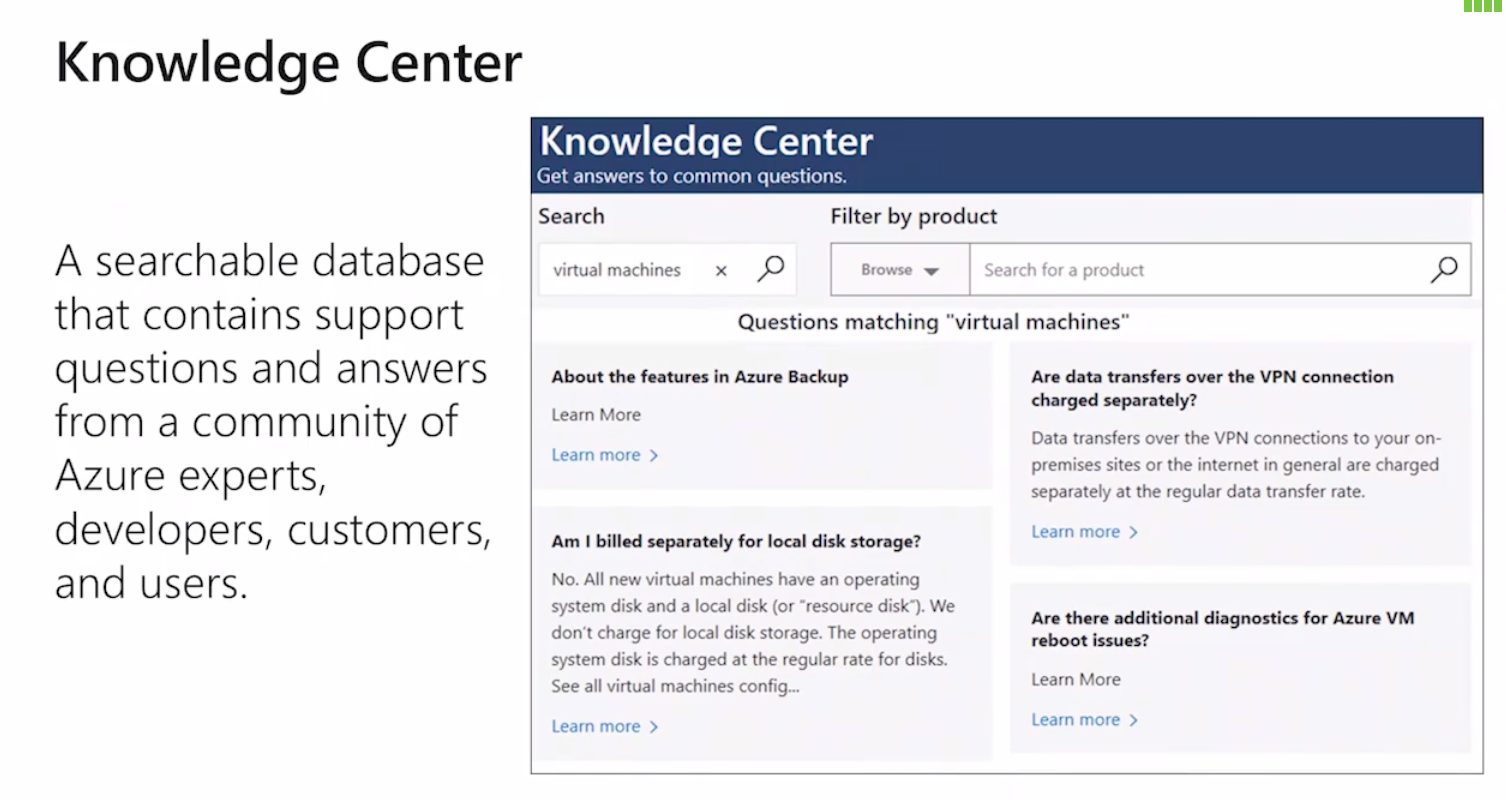 Knowledge Center
A searchable database
that contains support
questions and answers
from a community of
Azure experts,
developers, customers,
and users.
Knowledge Center
Get answers to common questions.
Search
Filter by product
virtual machines ×
Browse
Search for a product
Questions matching "virtual machines"
About the features in Azure Backup
Learn More
Learn more >
Am I billed separately for local disk storage?
No. All new virtual machines have an operating
system disk and a local disk (or "resource disk"). We
don't charge for local disk storage. The operating
system disk is charged at the regular rate for disks.
See all virtual machines config...
Learn more >
Are data transfers over the VPN connection
charged separately?
Data transfers over the VPN connections to your on-
premises sites or the internet in general are charged
separately at the regular data transfer rate.
Learn more >
Are there additional diagnostics for Azure VM
reboot issues?
Learn More
Learn more >